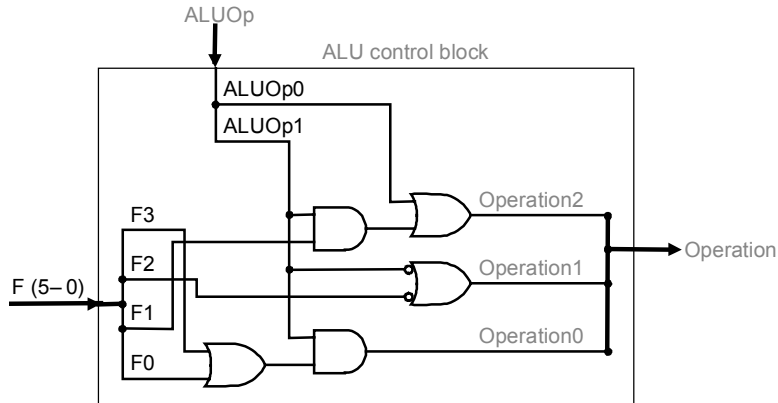 ALUOp
ALU control block
ALUOp0
ALUOp1
Operation2
F3
F2
Operation1
Operation
F (5–0)
F1
Operation0
F0